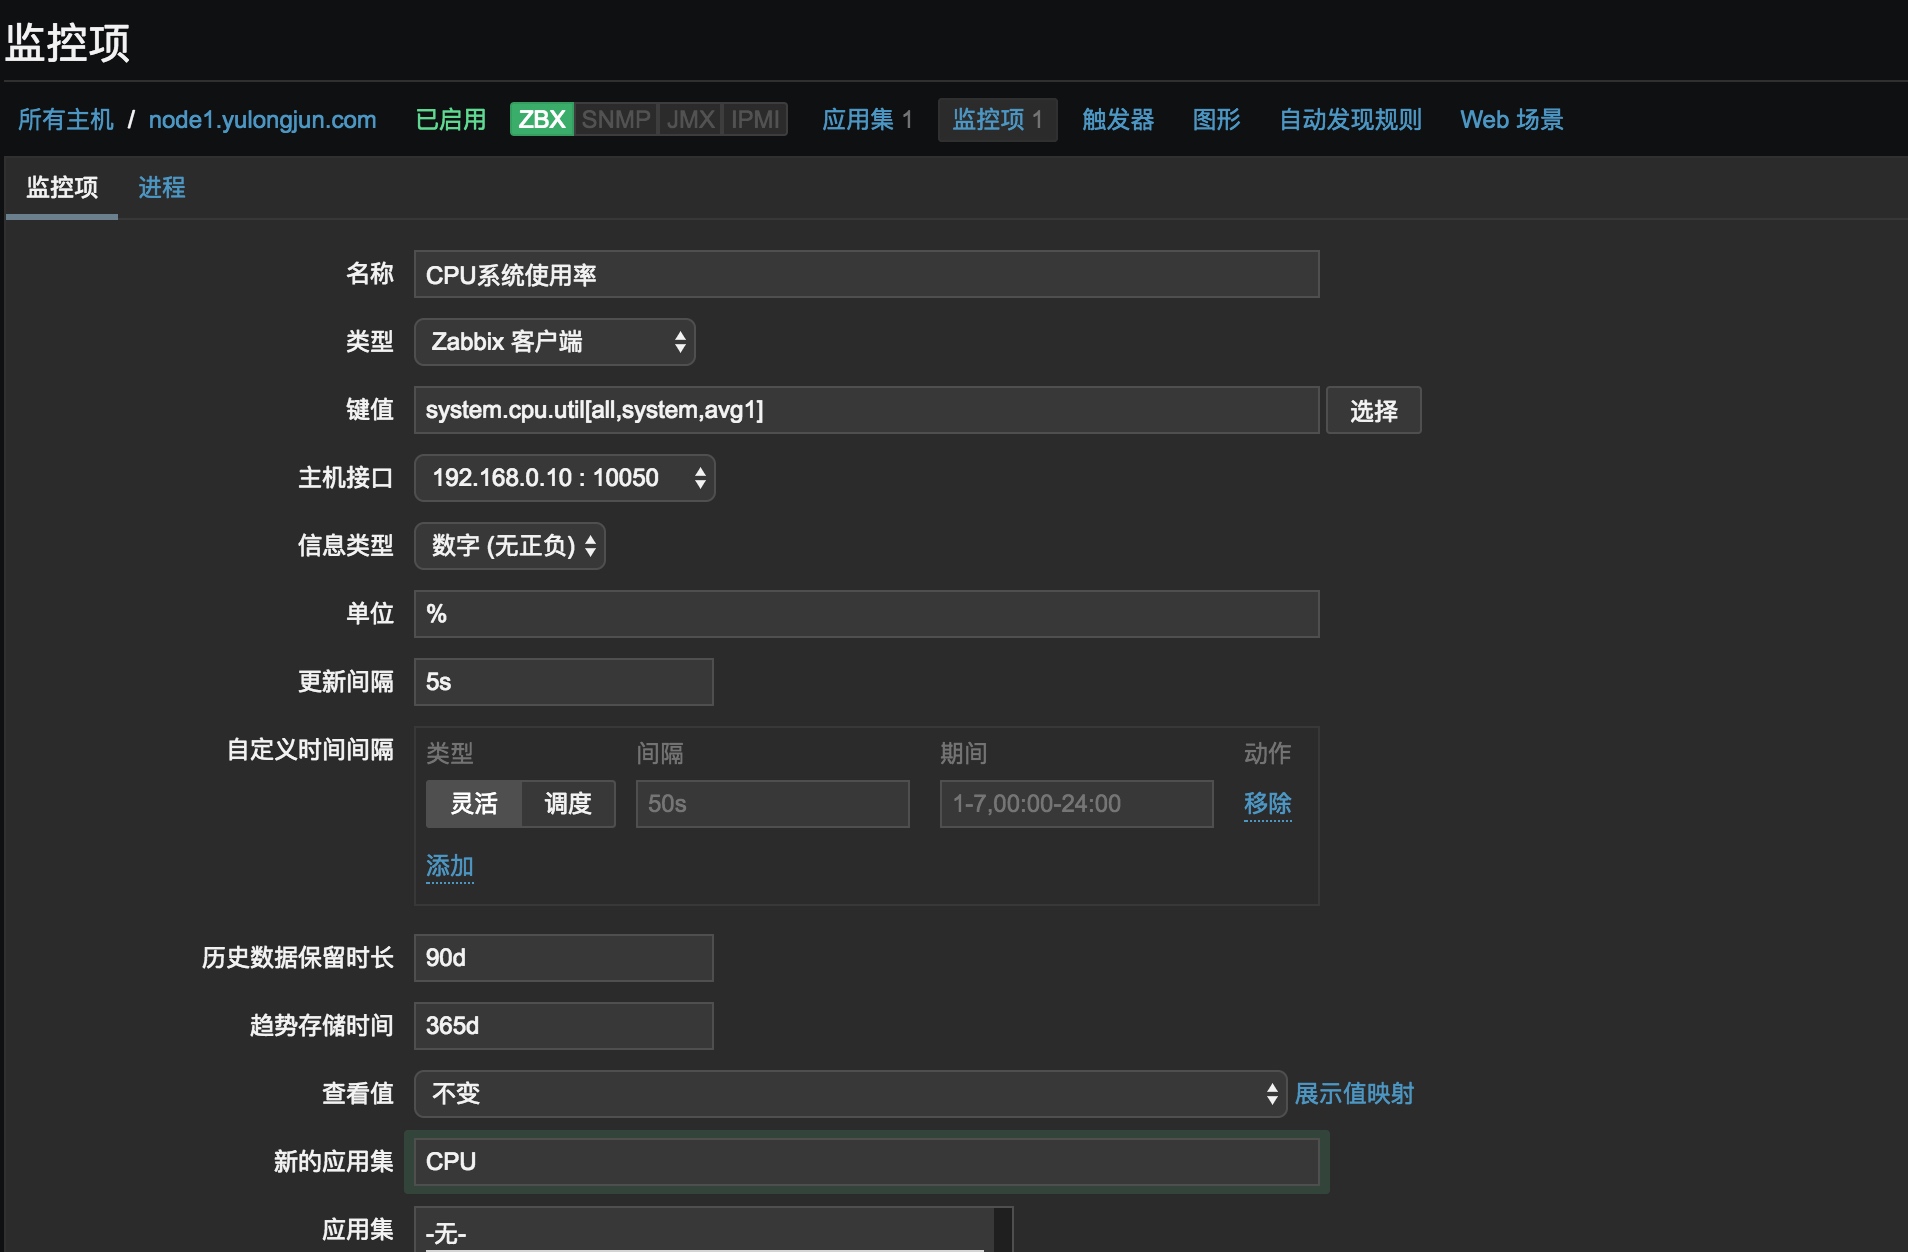 监控项
所有主机 / node1.yulongjun.com 已启用 ZBX SNMP JMX IPMI 应用集 1 监控项 1 触发器 图形 自动发现规则 Web 场景
监控项 进程
名称 CPU系统使用率
类型 Zabbix 客户端
键值 system.cpu.util[all,system,avg1] 选择
主机接口 192.168.0.10 : 10050
信息类型 数字 (无正负)
单位 %
更新间隔 5s
自定义时间间隔 类型 间隔 期间 动作
灵活 调度 50s 1-7,00:00-24:00 移除
添加
历史数据保留时长 90d
趋势存储时间 365d
查看值 不变 展示值映射
新的应用集 CPU
应用集 -无-